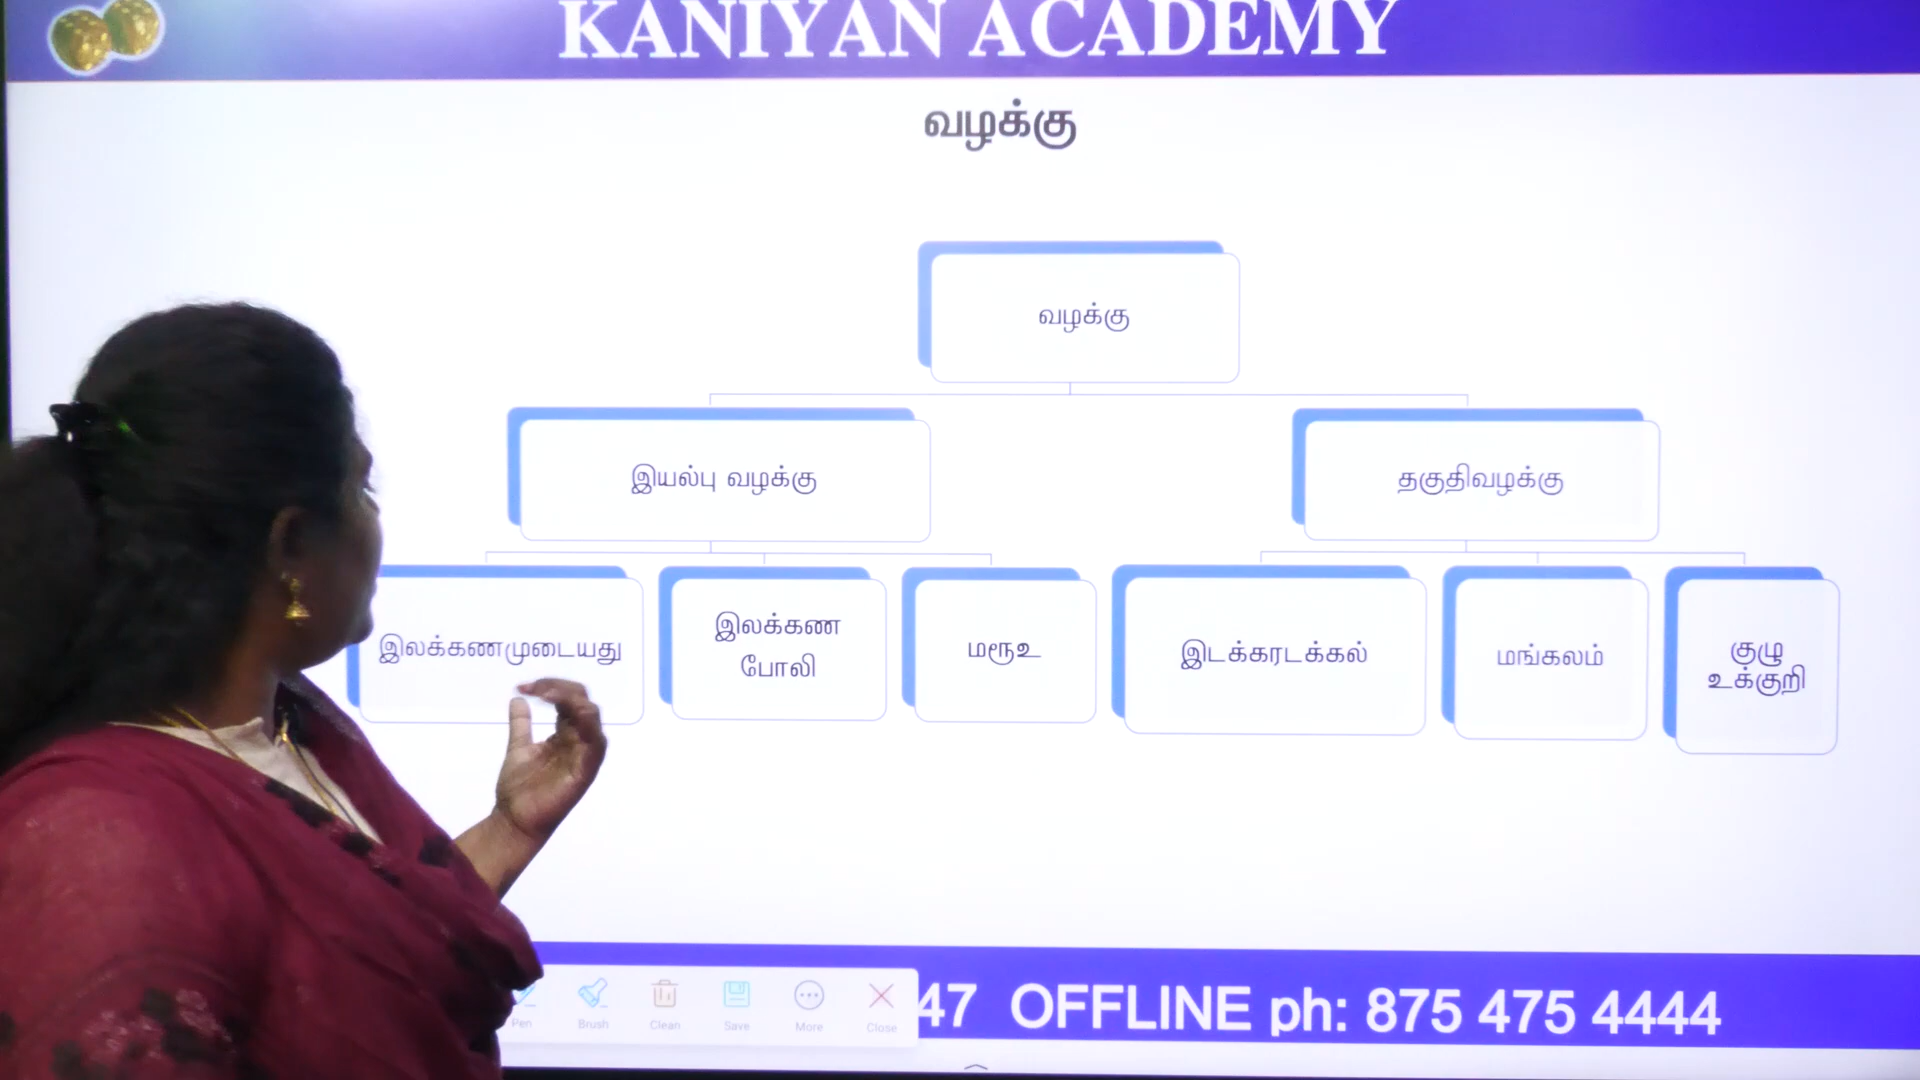 KANIYAN ACADEMY
வழக்கு
வழக்கு
இயல்பு வழக்கு
தகுதிவழக்கு
இலக்கணமுடையது
இலக்கண
போலி
மரூஉ
இடக்கரடக்கல்
மங்கலம்
குழு
உக்குறி
47 OFFLINE ph: 875 475 4444
Pen
Brush
Clean
Save
More
Close